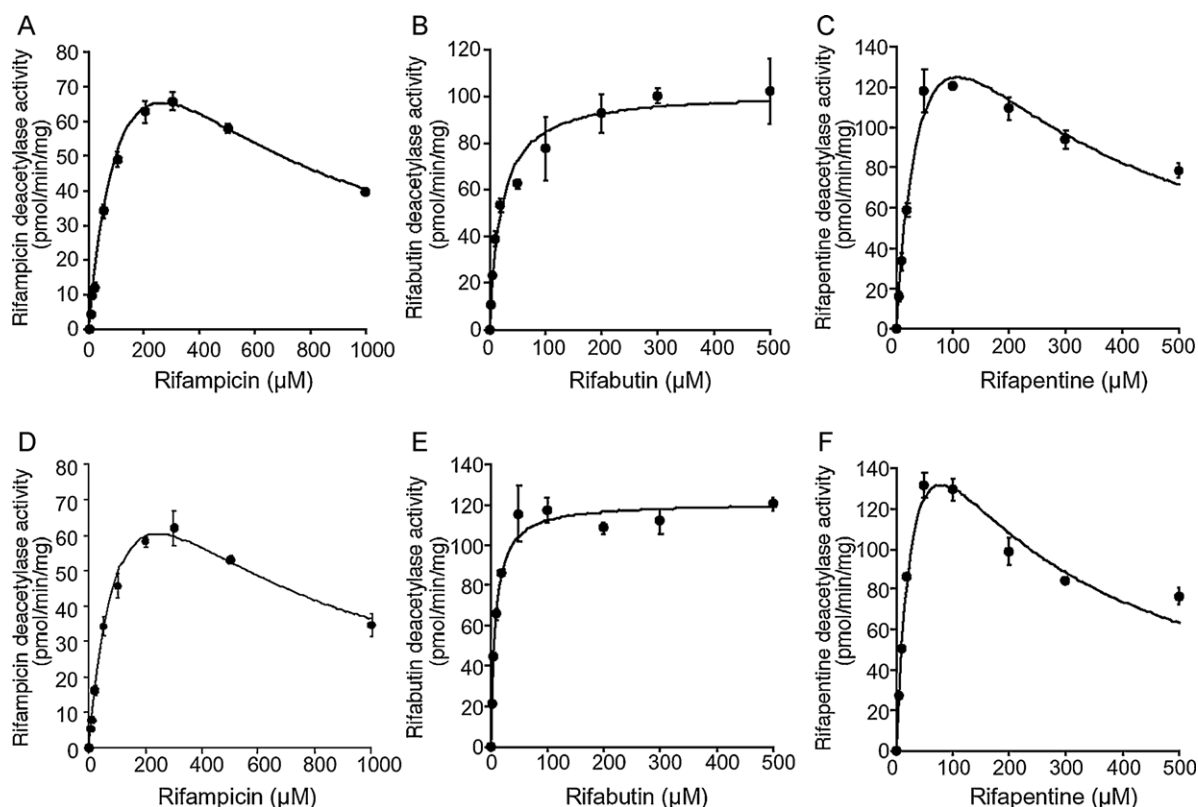 A
Rifampicin deacetylase activity
(pmol/min/mg)
80
70
60
50
40
30
20
10
0
0 200 400 600 800 1000
Rifampicin (µM)
B
Rifabutin deacetylase activity
(pmol/min/mg)
120
100
80
60
40
20
0
0 100 200 300 400 500
Rifabutin (µM)
C
Rifapentine deacetylase activity
(pmol/min/mg)
140
120
100
80
60
40
20
0
0 100 200 300 400 500
Rifapentine (µM)
D
Rifampicin deacetylase activity
(pmol/min/mg)
80
70
60
50
40
30
20
10
0
0 200 400 600 800 1000
Rifampicin (µM)
E
Rifabutin deacetylase activity
(pmol/min/mg)
140
120
100
80
60
40
20
0
0 100 200 300 400 500
Rifabutin (µM)
F
Rifapentine deacetylase activity
(pmol/min/mg)
140
120
100
80
60
40
20
0
0 100 200 300 400 500
Rifapentine (µM)